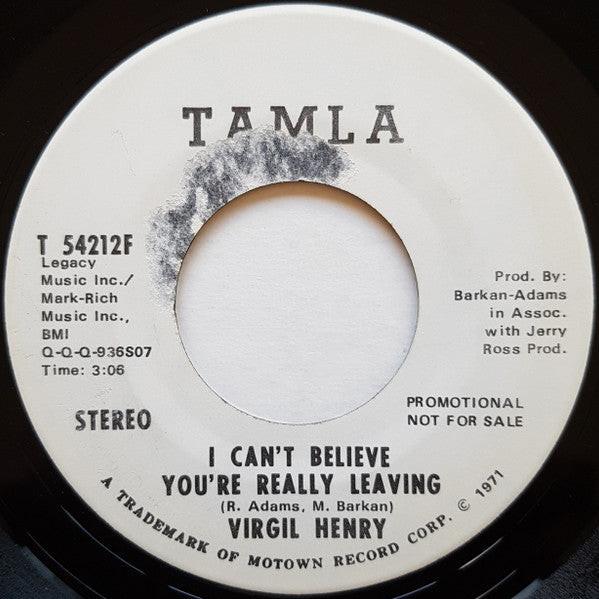 TAMLA
T 54212F
Legacy
Music Inc./
Mark-Rich
Music Inc.,
BMI
Q-Q-Q-936S07
Time: 3:06
STEREO
Prod. By:
Barkan-Adams
in Assoc.
with Jerry
Ross Prod.
PROMOTIONAL
NOT FOR SALE
I CAN'T BELIEVE
YOU'RE REALLY LEAVING
(R. Adams, M. Barkan)
VIRGIL HENRY
A TRADEMARK OF MOTOWN RECORD CORP. © 1971